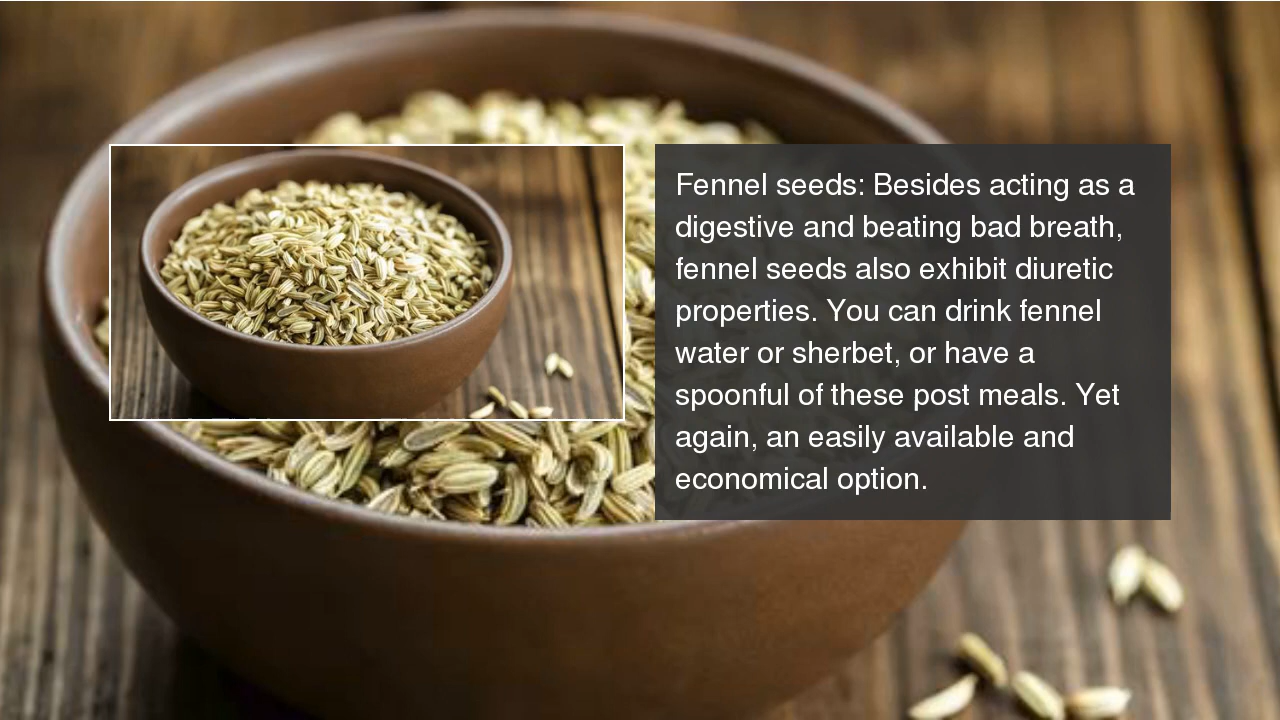 Fennel seeds: Besides acting as a
digestive and beating bad breath,
fennel seeds also exhibit diuretic
properties. You can drink fennel
water or sherbet, or have a
spoonful of these post meals. Yet
again, an easily available and
economical option.